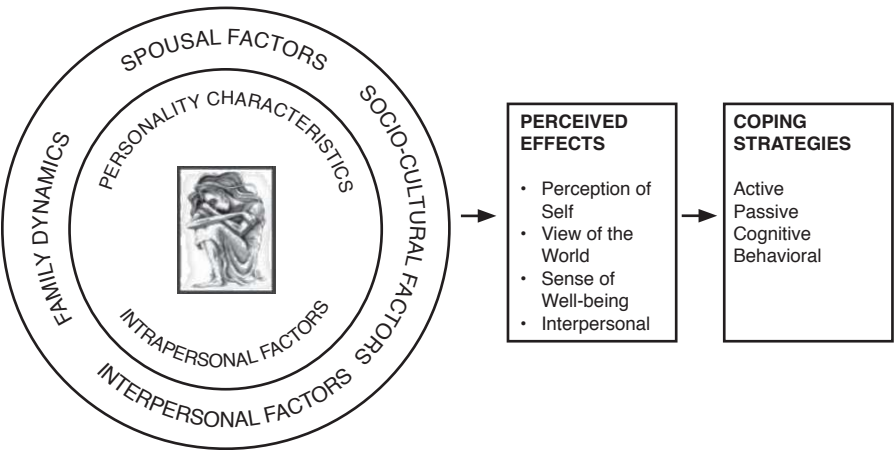 SPOUSAL FACTORS
SOCIO-CULTURAL FACTORS
FAMILY DYNAMICS
INTERPERSONAL FACTORS
PERSONALITY CHARACTERISTICS
INTRAPERSONAL FACTORS
PERCEIVED
EFFECTS
• Perception of
Self
• View of the
World
• Sense of
Well-being
• Interpersonal
COPING
STRATEGIES
Active
Passive
Cognitive
Behavioral